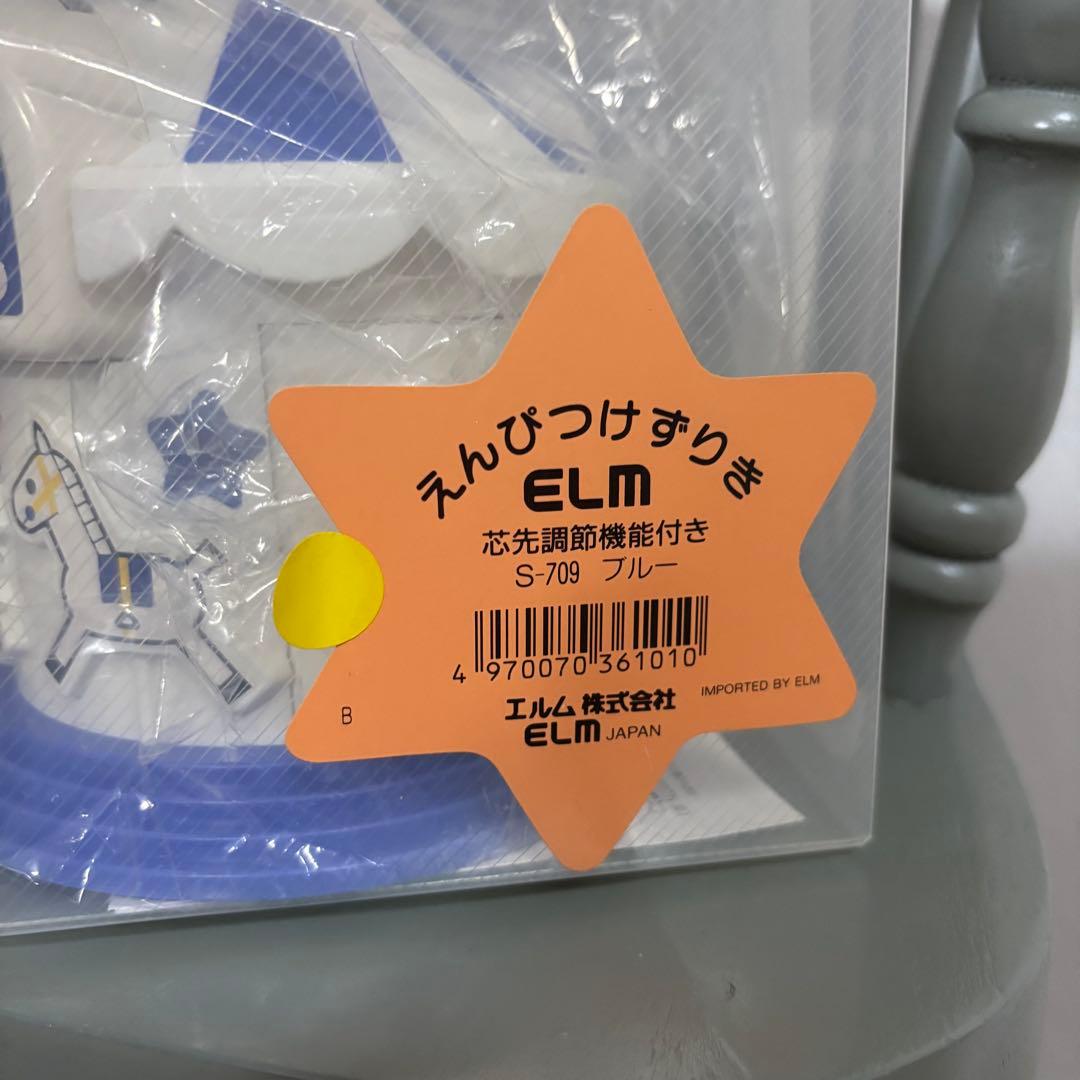 えんぴつけずりき
ELM
芯先調節機能付き
S-709 ブルー
4 970070 361010
エルム 株式会社
ELM JAPAN
IMPORTED BY ELM
B